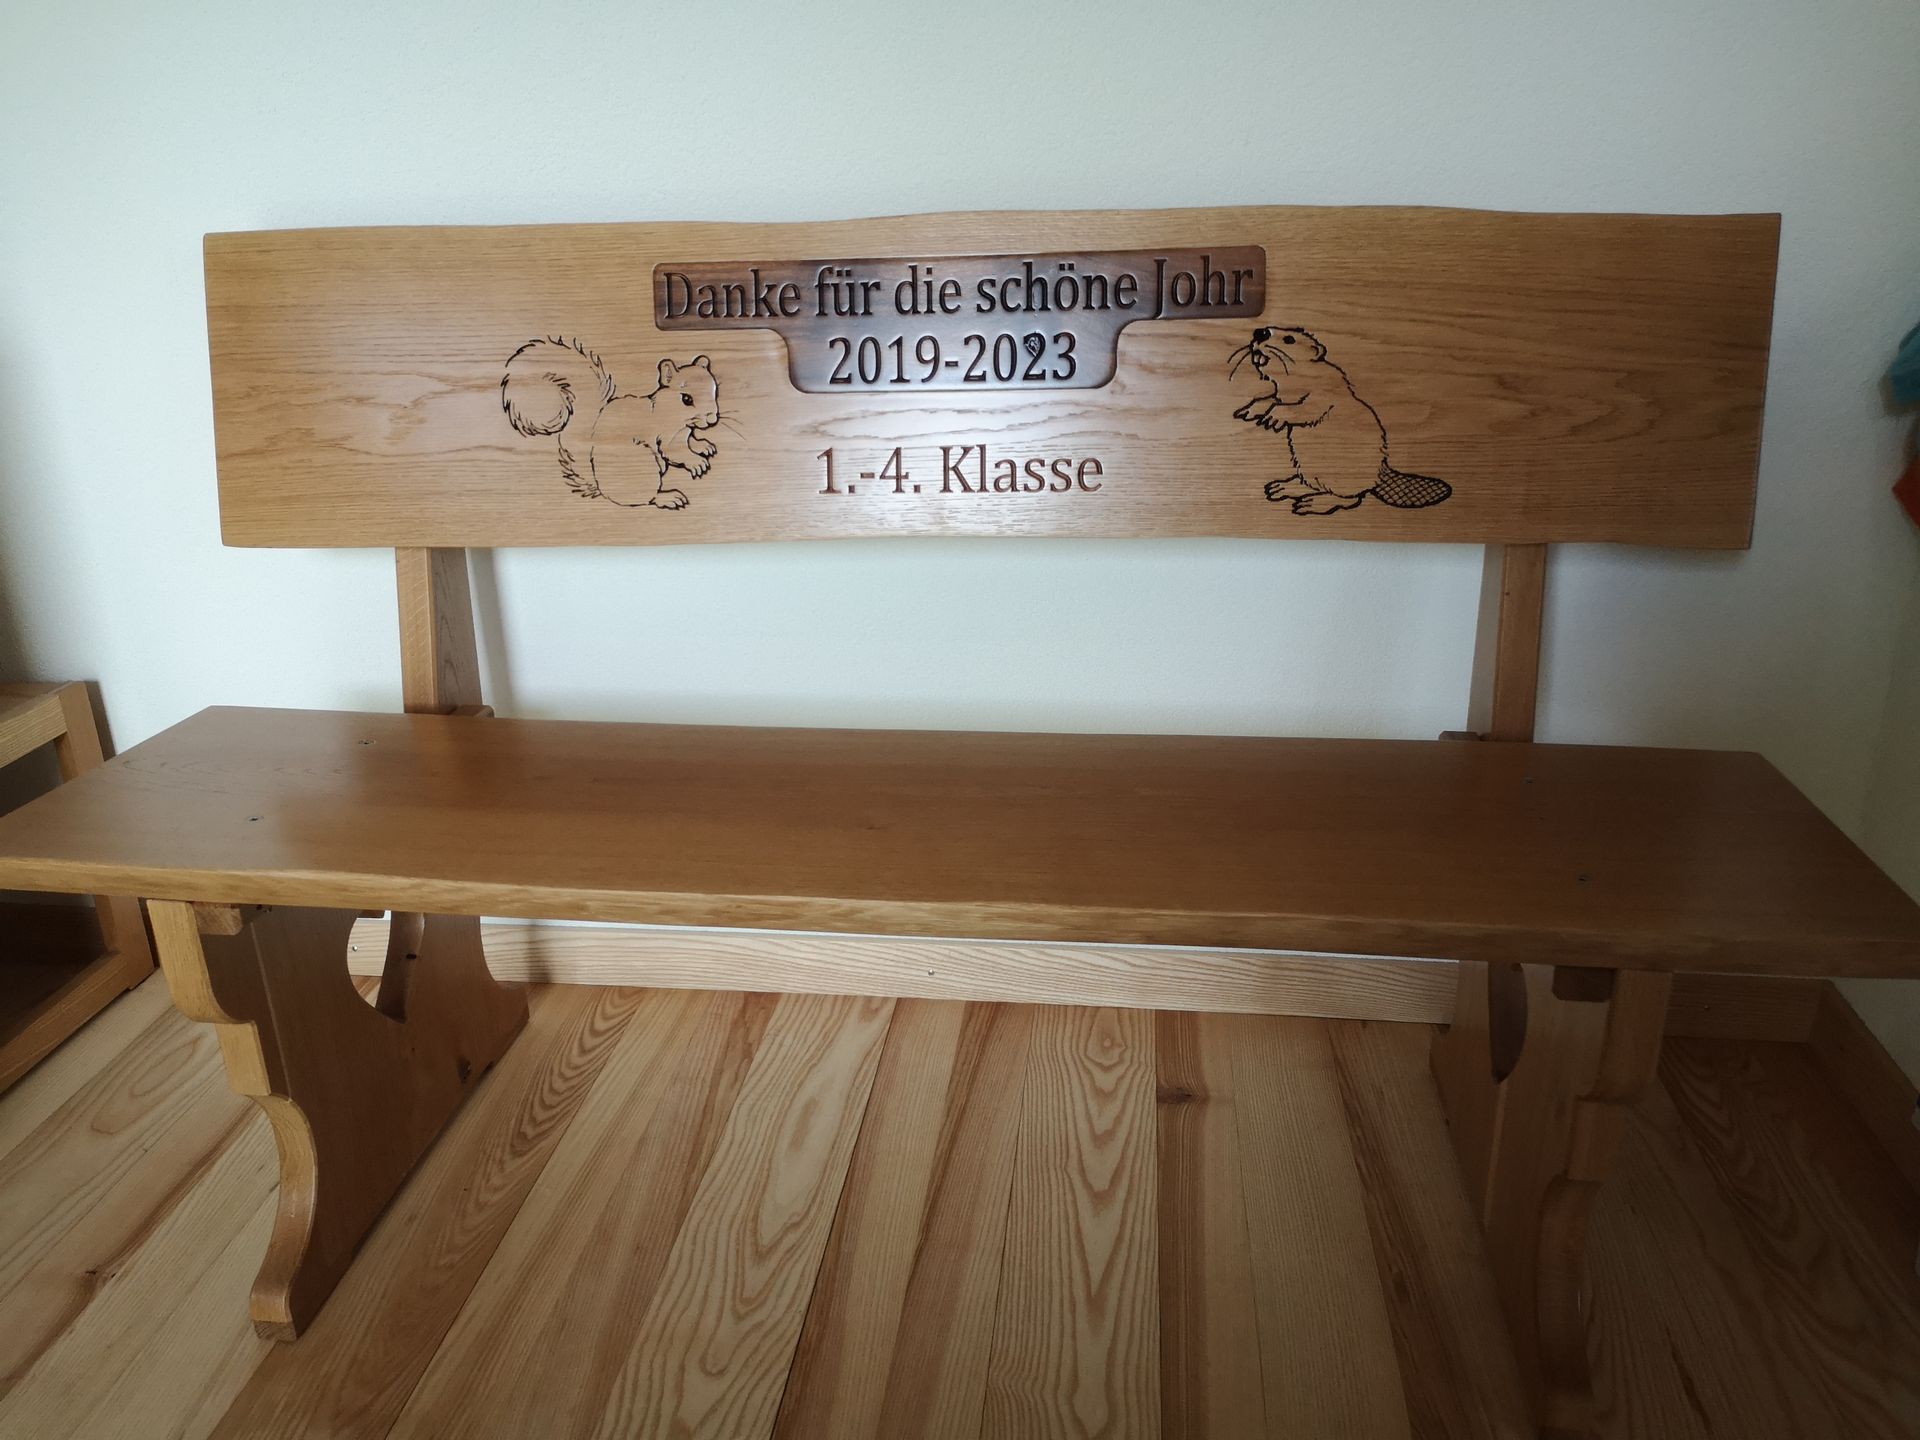 Danke für die schöne Johr
2019-2023
1.-4. Klasse